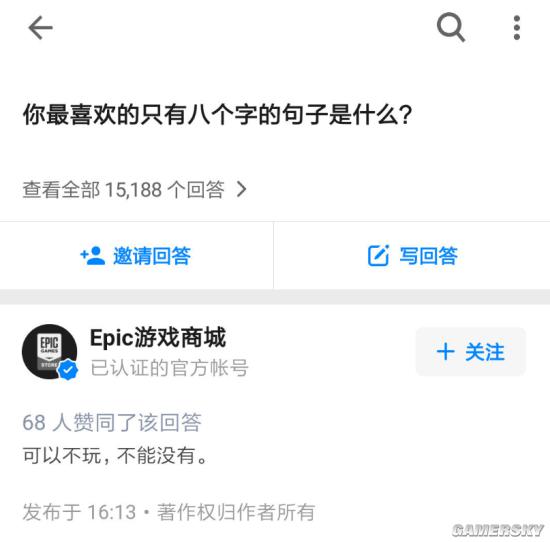 你最喜欢的只有八个字的句子是什么?
查看全部 15,188 个回答
邀请回答
写回答
EPIC
GAMES
STORE
Epic游戏商城
已认证的官方帐号
+ 关注
68 人赞同了该回答
可以不玩，不能没有。
发布于 16:13 · 著作权归作者所有
GAMERSKY